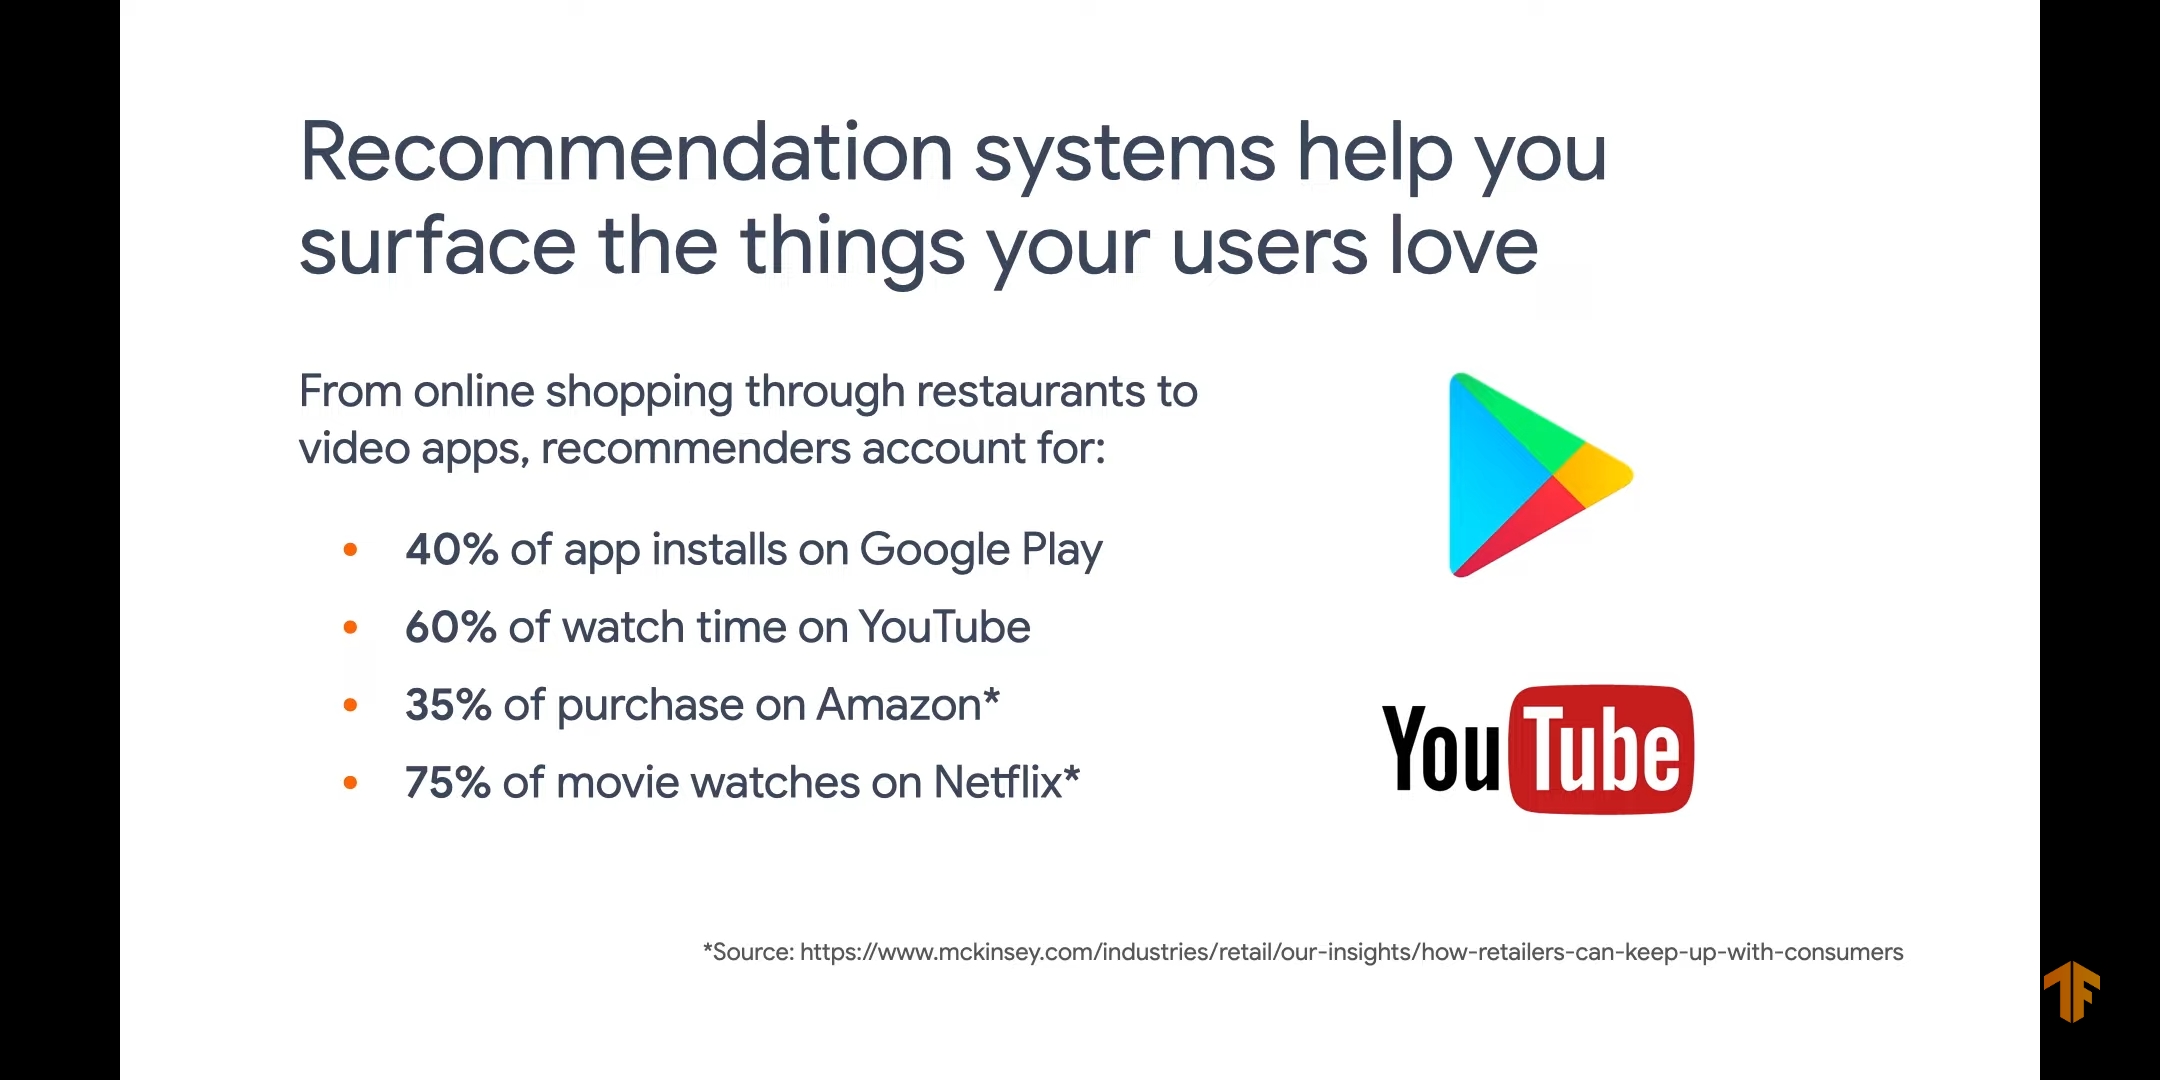 Recommendation systems help you
surface the things your users love
From online shopping through restaurants to
video apps, recommenders account for:
• 40% of app installs on Google Play
• 60% of watch time on YouTube
• 35% of purchase on Amazon*
• 75% of movie watches on Netflix*
YouTube
*Source: https://www.mckinsey.com/industries/retail/our-insights/how-retailers-can-keep-up-with-consumers